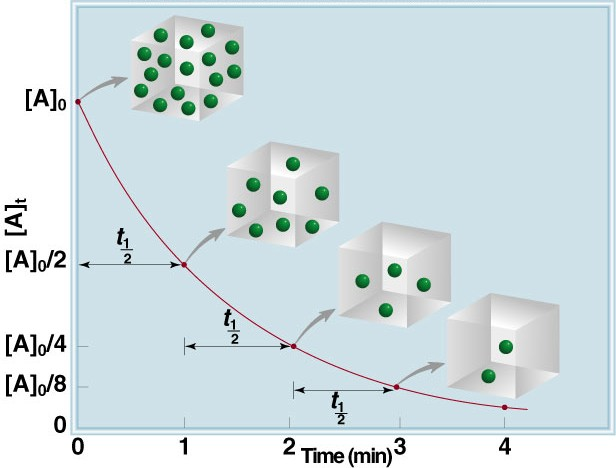 [A]₀
[A]t
t1/2
[A]₀/2
t1/2
[A]₀/4
t1/2
[A]₀/8
0
0 1 2 3 4
Time (min)